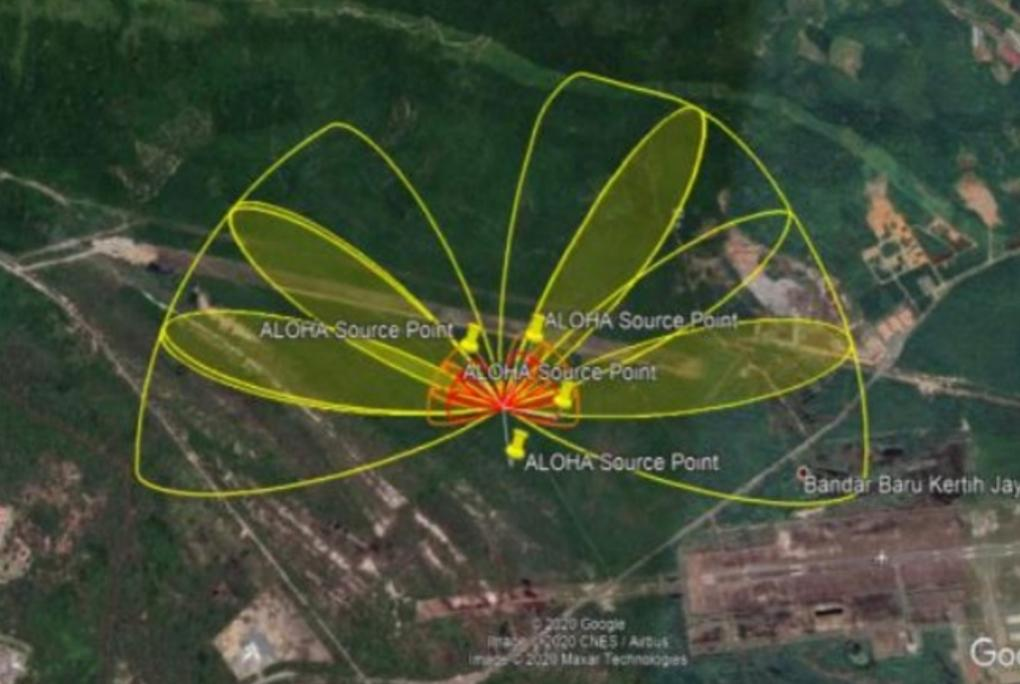 ALOHA Source Point
ALOHA Source Point
ALOHA Source Point
ALOHA Source Point
Bandar Baru Kertih Jay
© 2020 Google
Image © 2020 CNES / Airbus
Image © 2020 Maxar Technologies
Goo